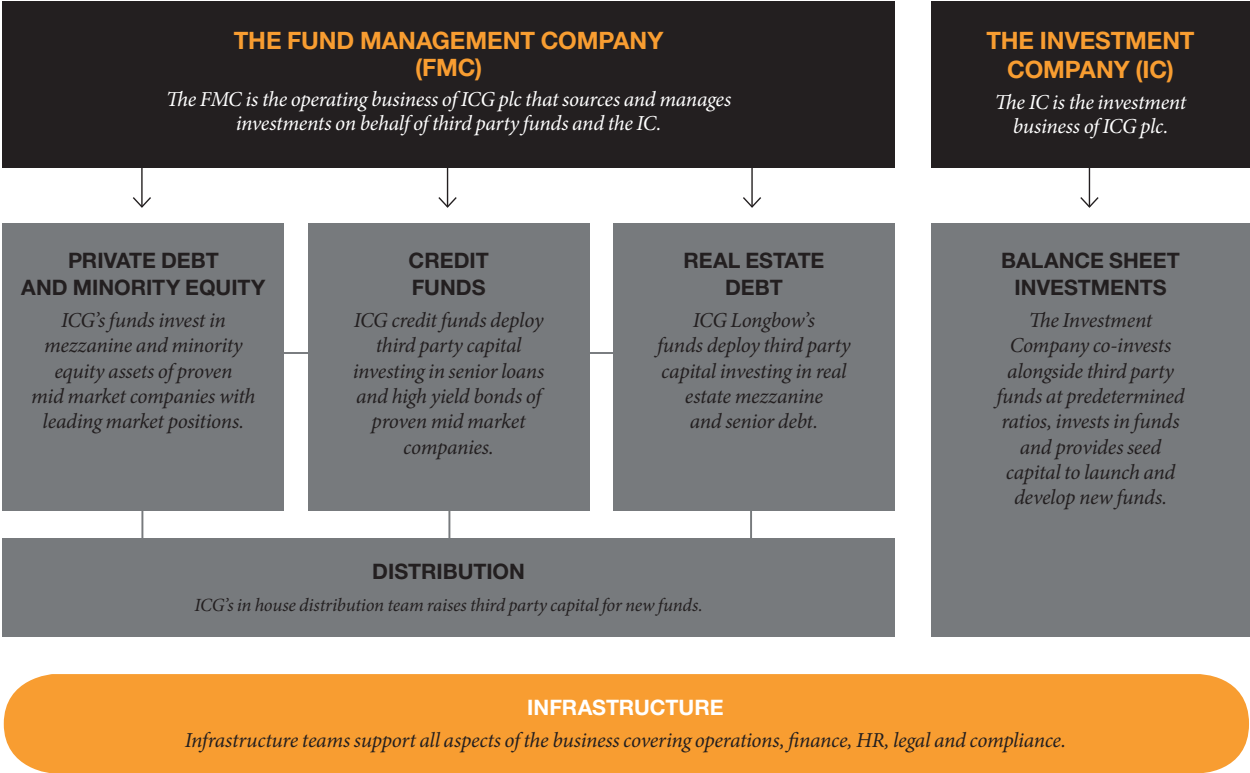 THE FUND MANAGEMENT COMPANY
(FMC)
The FMC is the operating business of ICG plc that sources and manages
investments on behalf of third party funds and the IC.
THE INVESTMENT
COMPANY (IC)
The IC is the investment
business of ICG plc.
PRIVATE DEBT
AND MINORITY EQUITY
ICG's funds invest in
mezzanine and minority
equity assets of proven
mid market companies with
leading market positions.
CREDIT
FUNDS
ICG credit funds deploy
third party capital
investing in senior loans
and high yield bonds of
proven mid market
companies.
REAL ESTATE
DEBT
ICG Longbow's
funds deploy third party
capital investing in real
estate mezzanine
and senior debt.
BALANCE SHEET
INVESTMENTS
The Investment
Company co-invests
alongside third party
funds at predetermined
ratios, invests in funds
and provides seed
capital to launch and
develop new funds.
DISTRIBUTION
ICG's in house distribution team raises third party capital for new funds.
INFRASTRUCTURE
Infrastructure teams support all aspects of the business covering operations, finance, HR, legal and compliance.